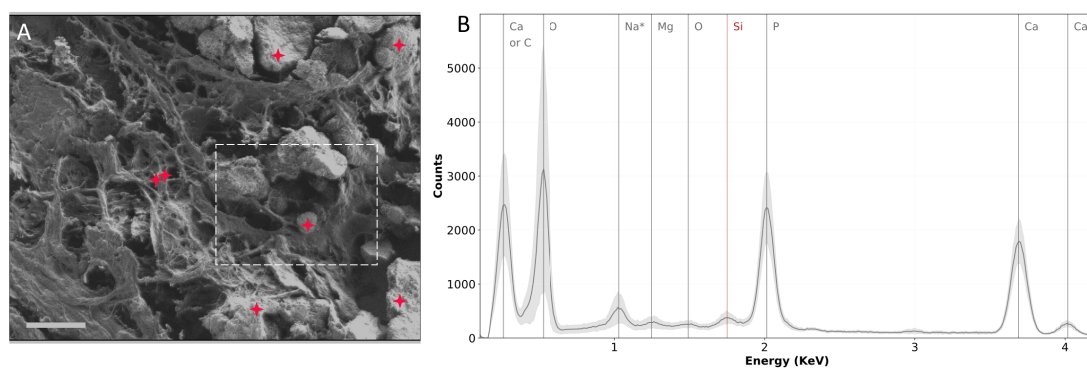 A
B
Ca
or C
O
Na*
Mg
O
Si
P
Ca
Ca
5000
4000
3000
2000
1000
0
Counts
1
2
3
4
Energy (KeV)